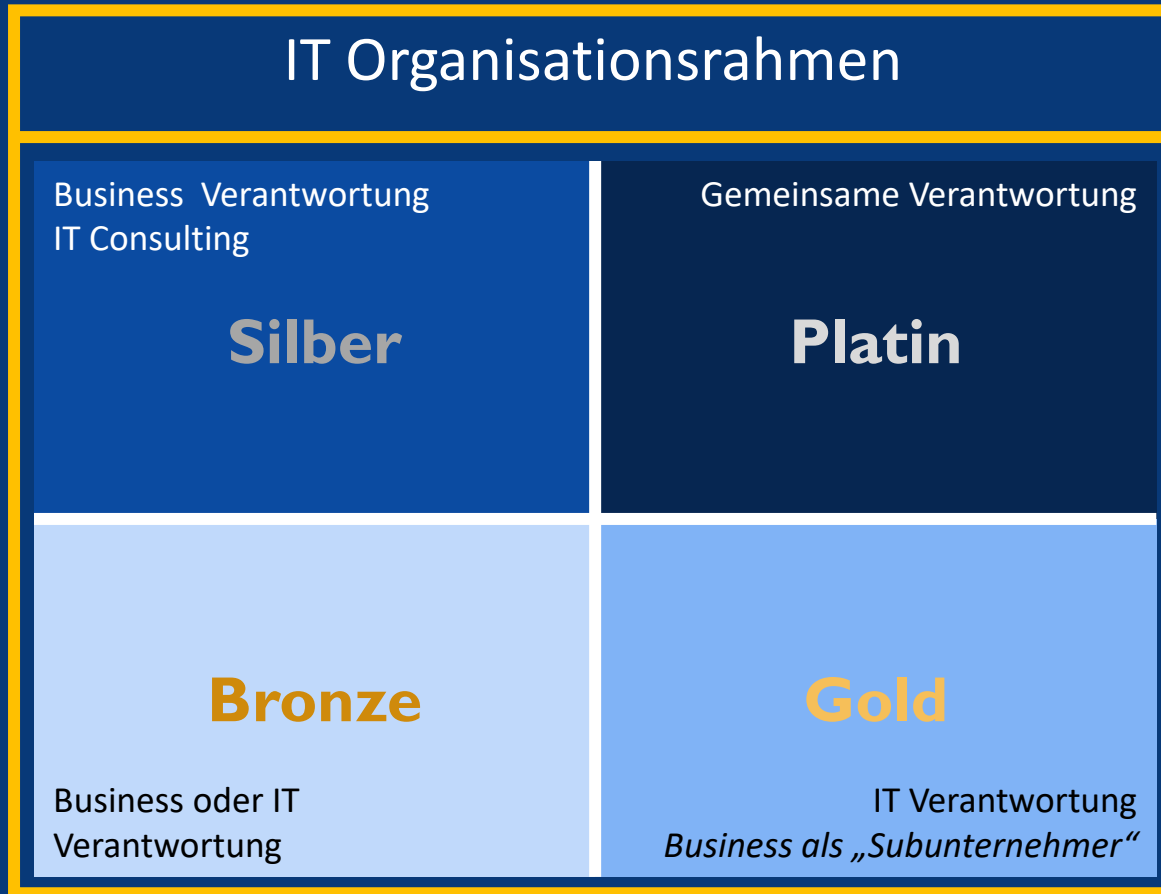 IT Organisationsrahmen
Business Verantwortung
IT Consulting
Silber
Gemeinsame Verantwortung
Platin
Bronze
Business oder IT
Verantwortung
Gold
IT Verantwortung
Business als „Subunternehmer“